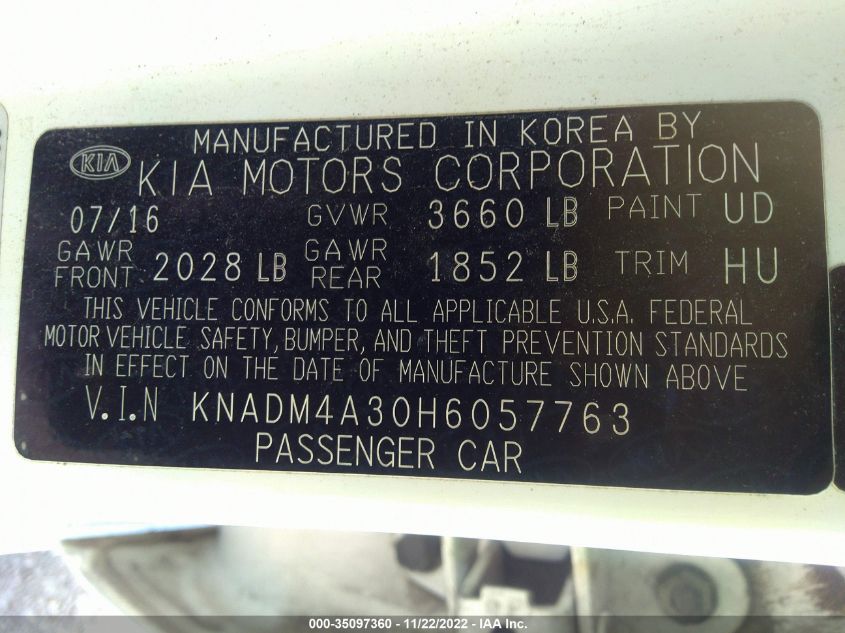 MANUFACTURED IN KOREA BY
KIA KIA MOTORS CORPORATION
07/16 GVWR 3660 LB PAINT UD
GAWR FRONT 2028 LB GAWR REAR 1852 LB TRIM HU
THIS VEHICLE CONFORMS TO ALL APPLICABLE U.S.A. FEDERAL
MOTOR VEHICLE SAFETY, BUMPER, AND THEFT PREVENTION STANDARDS
IN EFFECT ON THE DATE OF MANUFACTURE SHOWN ABOVE
V.I.N KNADM4A30H6057763
PASSENGER CAR
000-35097360 - 11/22/2022 - IAA Inc.